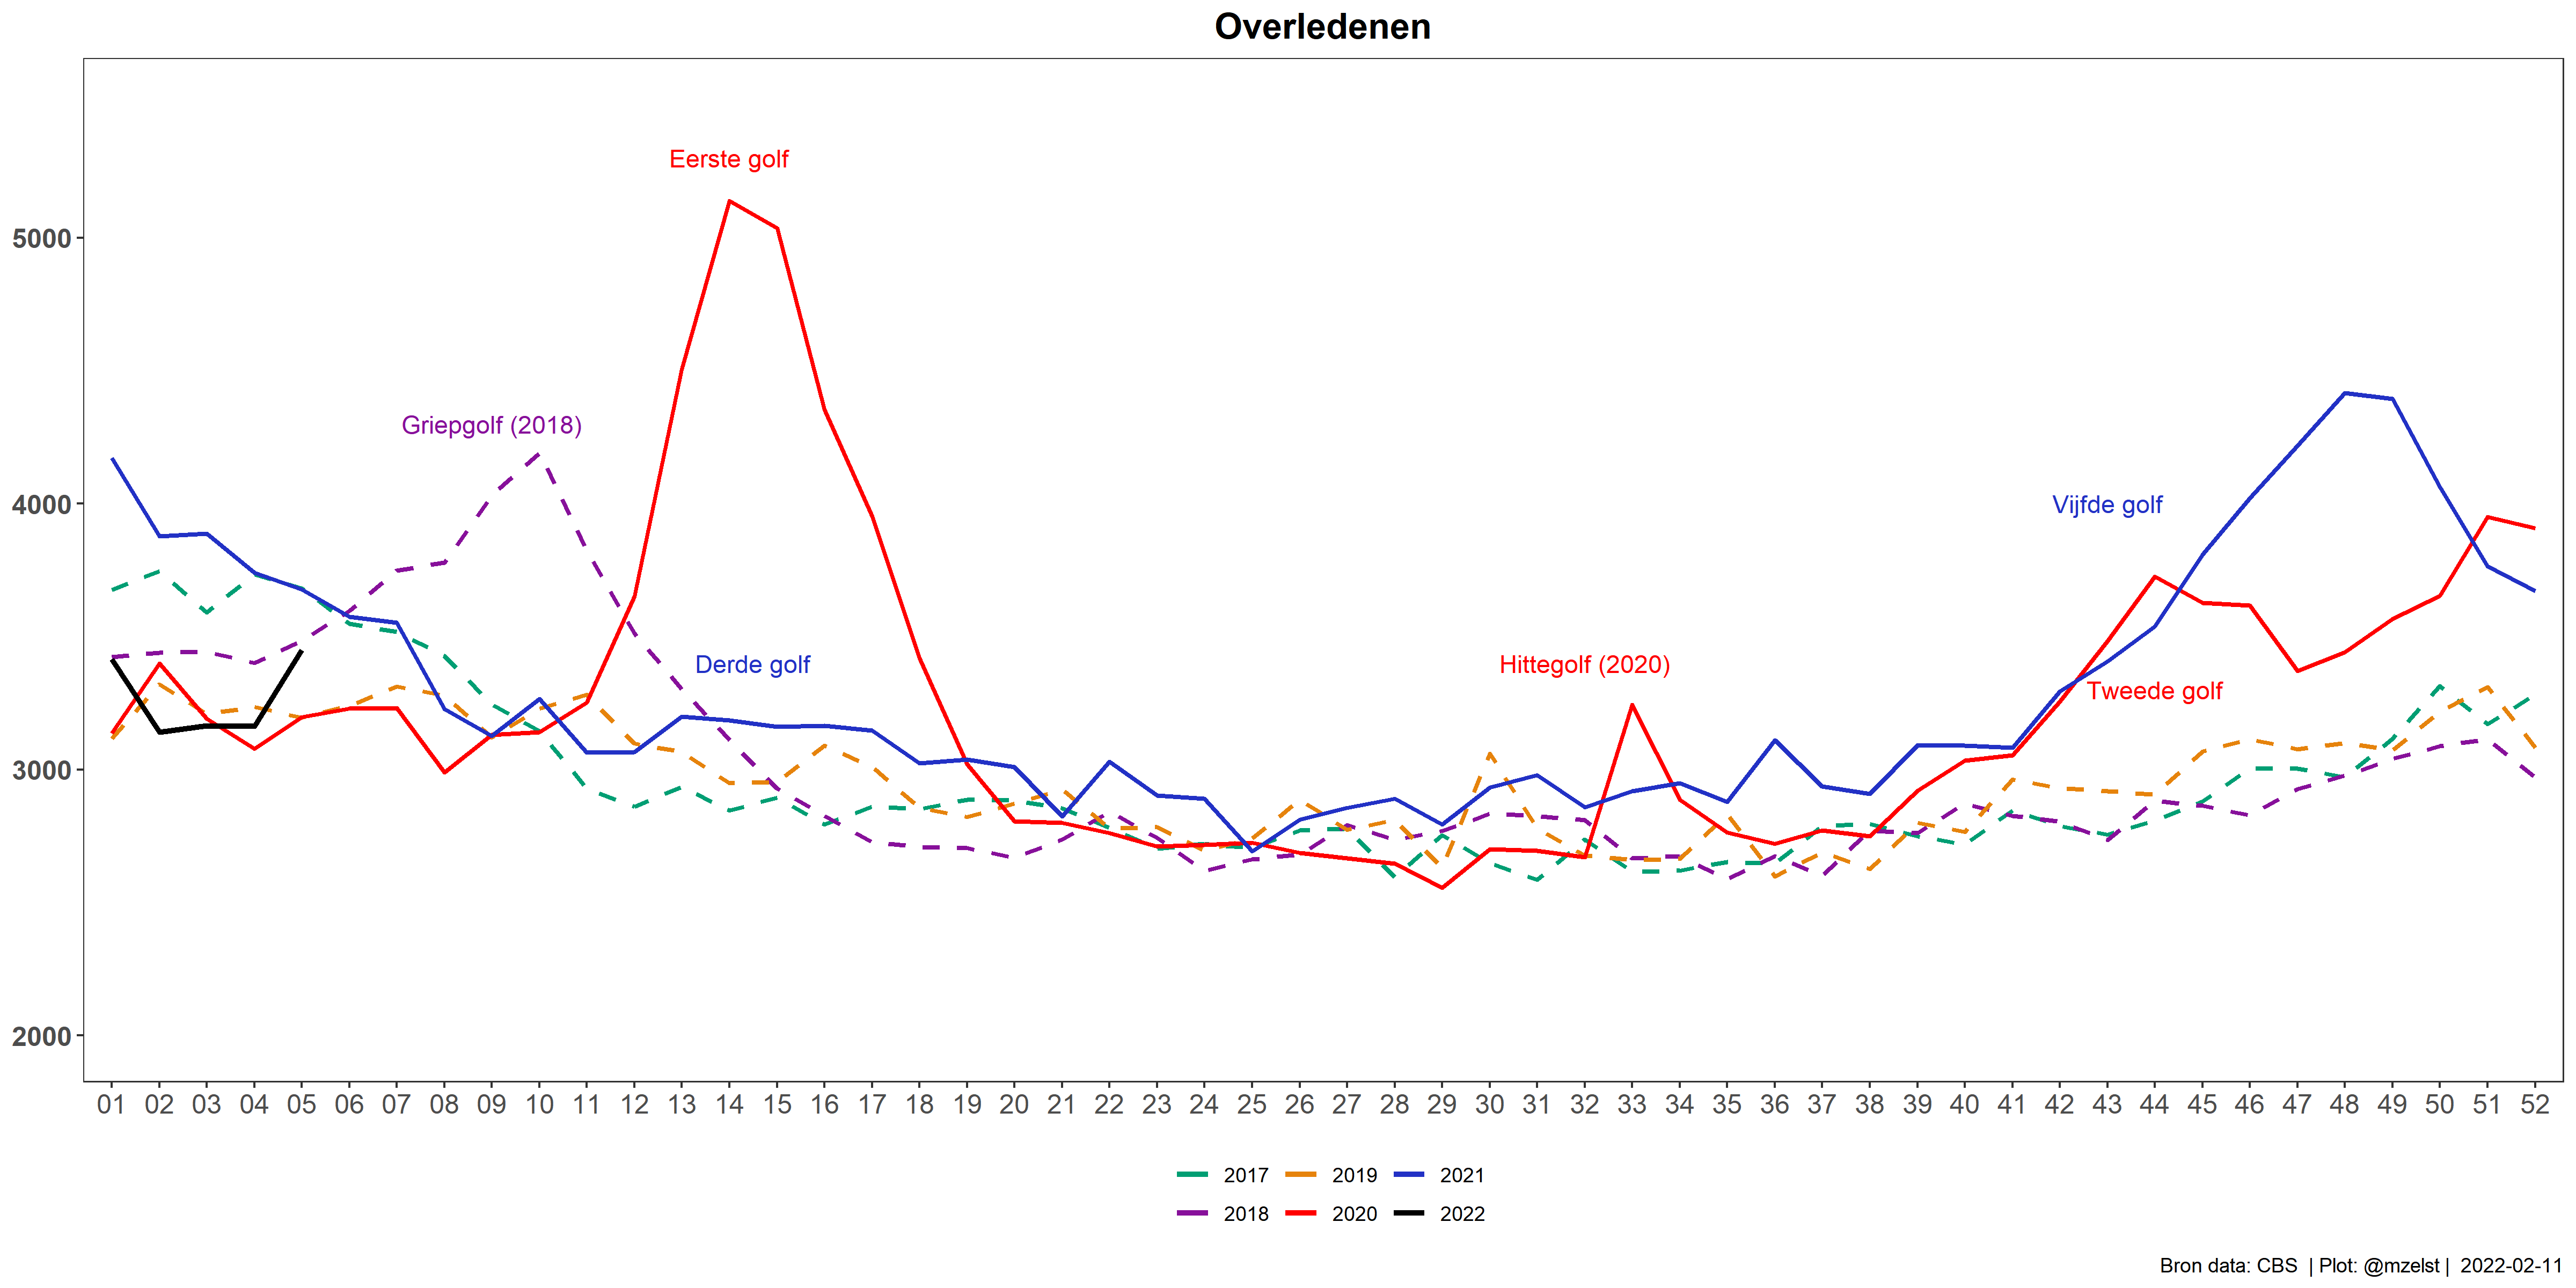 Overledenen
Eerste golf
5000
Griepgolf (2018)
4000
Vijfde golf
Derde golf
Hittegolf (2020)
Tweede golf
3000
2000
01 02 03 04 05 06 07 08 09 10 11 12 13 14 15 16 17 18 19 20 21 22 23 24 25 26 27 28 29 30 31 32 33 34 35 36 37 38 39 40 41 42 43 44 45 46 47 48 49 50 51 52
2017 2019 2021
2018 2020 2022
Bron data: CBS | Plot: @mzelst | 2022-02-11